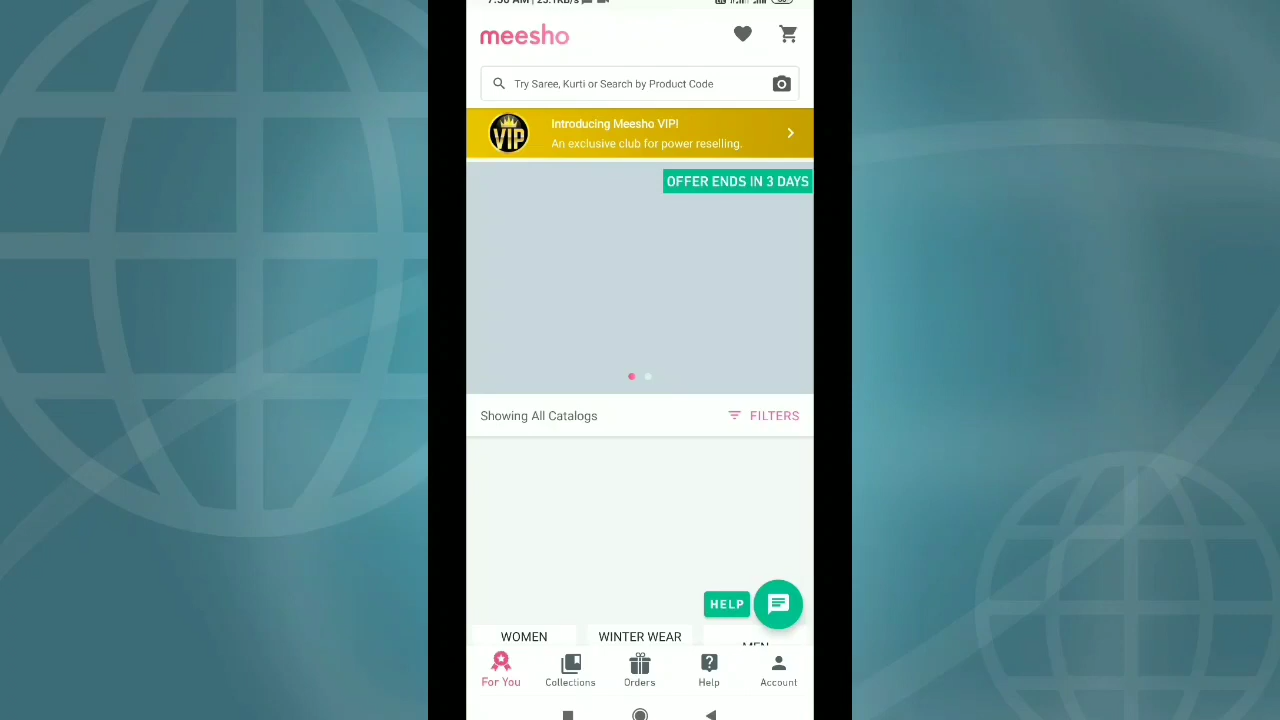 meesho
Try Saree, Kurti or Search by Product Code
VIP
Introducing Meesho VIP!
An exclusive club for power reselling.
OFFER ENDS IN 3 DAYS
Showing All Catalogs
FILTERS
HELP
WOMEN
WINTER WEAR
MEN
For You
Collections
Orders
Help
Account